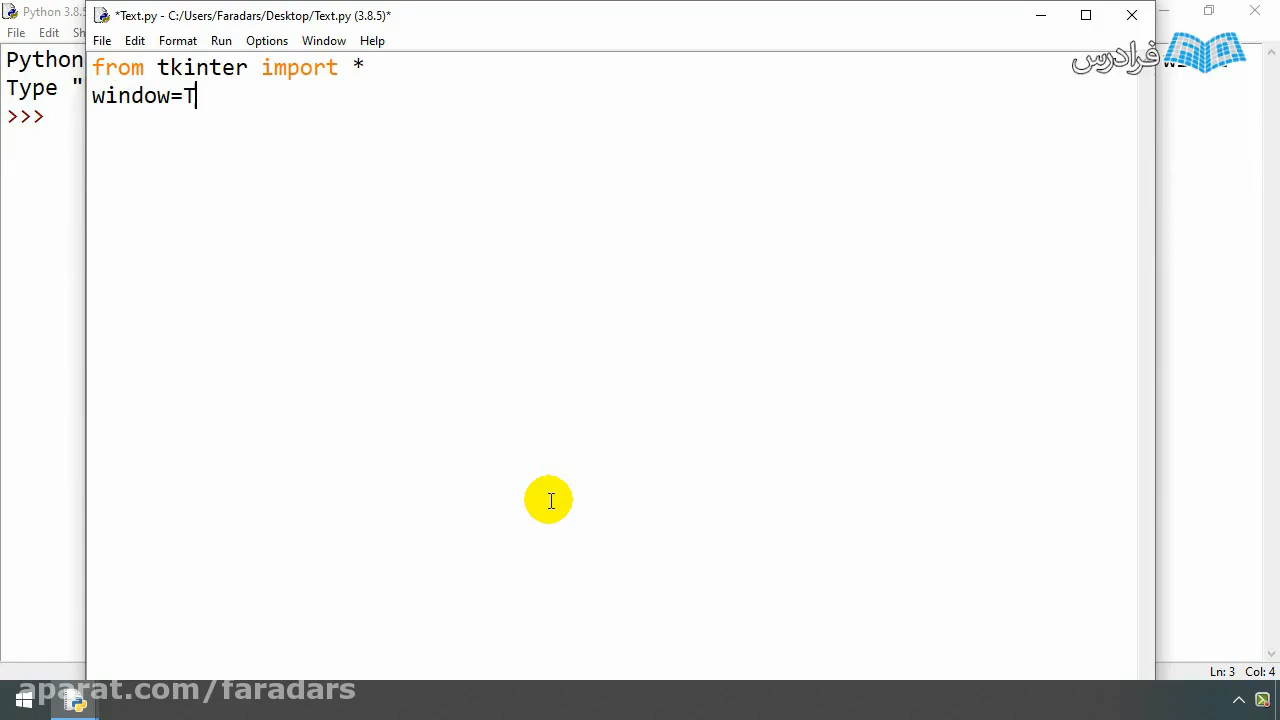 Python 3.8.5
*Text.py - C:/Users/Faradars/Desktop/Text.py (3.8.5)*
File Edit Sh
File Edit Format Run Options Window Help
فرادرس
Python
Type "
>>>
from tkinter import *
window=T
Ln: 3 Col: 4
aparat.com/faradars